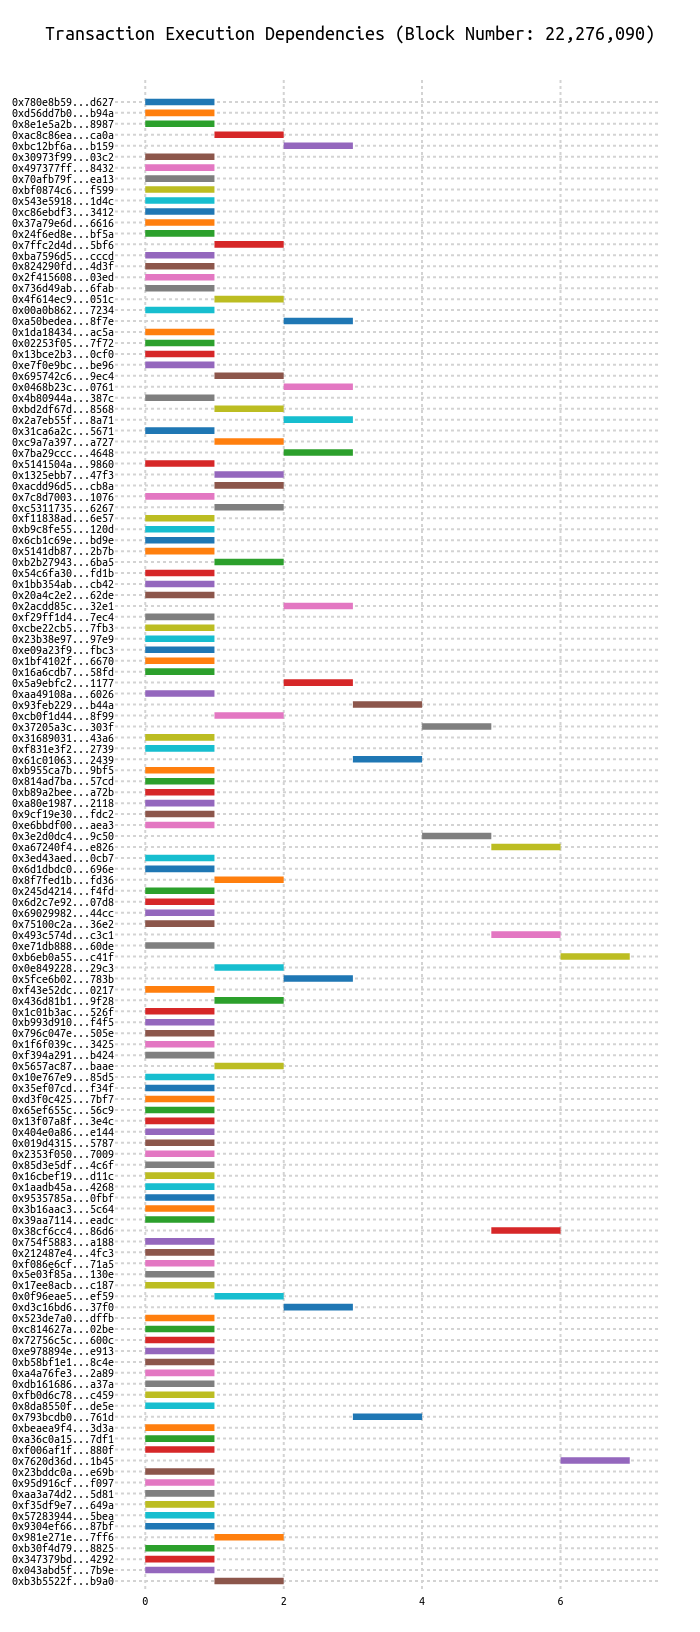 Transaction Execution Dependencies (Block Number: 22,276,090)
0x780e8b59...d627
0xd56dd7b0...b94a
0x8e1e5a2b...8987
0xac8c86ea...ca0a
0xbc12bf6a...b159
0x30973f99...03c2
0x497377ff...8432
0x70afb79f...ea13
0xbf0874c6...f599
0x543e5918...1d4c
0xc86ebdf3...3412
0x37a79e6d...6616
0x24f6ed8e...bf5a
0x7ffc2d4d...5bf6
0xba7596d5...cccd
0x824290fd...4d3f
0x2f415608...03ed
0x736d49ab...6fab
0x4f614ec9...051c
0x00a0b862...7234
0xa50bedea...8f7e
0x1da18434...ac5a
0x02253f05...7f72
0x13bce2b3...0cf0
0xe7f0e9bc...be96
0x695742c6...9ec4
0x0468b23c...0761
0x4b80944a...387c
0xbd2df67d...8568
0x2a7eb55f...8a71
0x31ca6a2c...5671
0xc9a7a397...a727
0x7ba29ccc...4648
0x5141504a...9860
0x1325ebb7...47f3
0xacdd96d5...cb8a
0x7c8d7003...1076
0xc5311735...6267
0xf11838ad...6e57
0xb9c8fe55...120d
0x6cb1c69e...bd9e
0x5141db87...2b7b
0xb2b27943...6ba5
0x54c6fa30...fd1b
0x1bb354ab...cb42
0x20a4c2e2...62de
0x2acdd85c...32e1
0xf29ff1d4...7ec4
0xcbe22cb5...7fb3
0x23b38e97...97e9
0xe09a23f9...fbc3
0x1bf4102f...6670
0x16a6cdb7...58fd
0x5a9ebfc2...1177
0xaa49108a...6026
0x93feb229...b44a
0xcb0f1d44...8f99
0x37205a3c...303f
0x31689031...43a6
0xf831e3f2...2739
0x61c01063...2439
0xb955ca7b...9bf5
0x814ad7ba...57cd
0xb89a2bee...a72b
0xa80e1987...2118
0x9cf19e30...fdc2
0xe6bbdf00...aea3
0x3e2d0dc4...9c50
0xa67240f4...e826
0x3ed43aed...0cb7
0x6d1dbdc0...696e
0x8f7fed1b...fd36
0x245d4214...f4fd
0x6d2c7e92...07d8
0x69029982...44cc
0x75100c2a...36e2
0x493c574d...c3c1
0xe71db888...60de
0xb6eb0a55...c41f
0x0e849228...29c3
0x5fce6b02...783b
0xf43e52dc...0217
0x436d81b1...9f28
0x1c01b3ac...526f
0xb993d910...f4f5
0x796c047e...505e
0x1f6f039c...3425
0xf394a291...b424
0x5657ac87...baae
0x10e767e9...85d5
0x35ef07cd...f34f
0xd3f0c425...7bf7
0x65ef655c...56c9
0x13f07a8f...3e4c
0x404e0a86...e144
0x019d4315...5787
0x2353f050...7009
0x85d3e5df...4c6f
0x16cbef19...d11c
0x1aadb45a...4268
0x9535785a...0fbf
0x3b16aac3...5c64
0x39aa7114...eadc
0x38cf6cc4...86d6
0x754f5883...a188
0x212487e4...4fc3
0xf086e6cf...71a5
0x5e03f85a...130e
0x17ee8acb...c187
0x0f96eae5...ef59
0xd3c16bd6...37f0
0x523de7a0...dffb
0xc814627a...02be
0x72756c5c...600c
0xe978894e...e913
0xb58bf1e1...8c4e
0xa4a76fe3...2a89
0xdb161686...a37a
0xfb0d6c78...c459
0x8da8550f...de5e
0x793bcdb0...761d
0xbeaea9f4...3d3a
0xa36c0a15...7df1
0xf006af1f...880f
0x7620d36d...1b45
0x23bddc0a...e69b
0x95d916cf...f097
0xaa3a74d2...5d81
0xf35df9e7...649a
0x57283944...5bea
0x9304ef66...87bf
0x981e271e...7ff6
0xb30f4d79...8825
0x347379bd...4292
0x043abd5f...7b9e
0xb3b5522f...b9a0
0 2 4 6